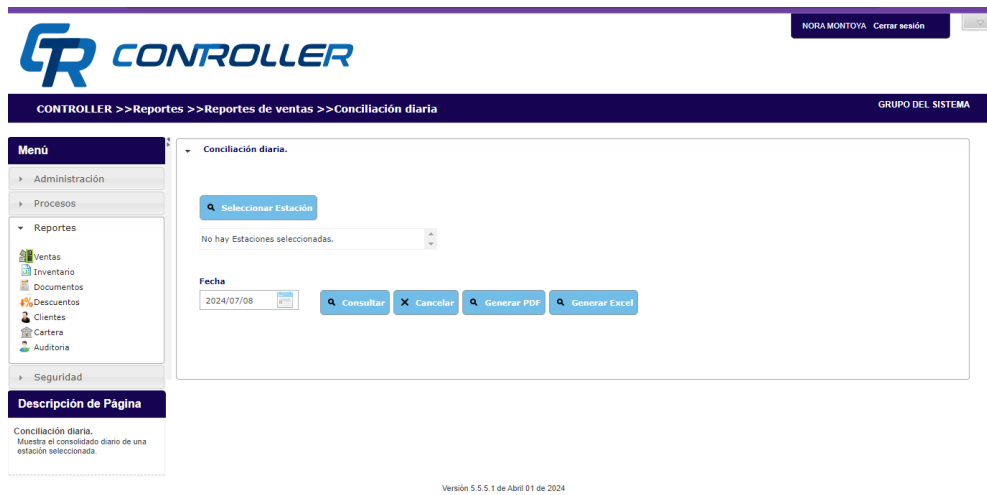 NORA MONTOYA Cerrar sesión
CR CONTROLLER
CONTROLLER >>Reportes >>Reportes de ventas >>Conciliación diaria
GRUPO DEL SISTEMA
Menú
Administración
Procesos
Reportes
Ventas
Inventario
Documentos
Descuentos
Clientes
Cartera
Auditoria
Seguridad
Descripción de Página
Conciliación diaria.
Muestra el consolidado diario de una
estación seleccionada.
Conciliación diaria.
Seleccionar Estación
No hay Estaciones seleccionadas.
Fecha
2024/07/08
Consultar
Cancelar
Generar PDF
Generar Excel
Versión 5.5.5.1 de Abril 01 de 2024